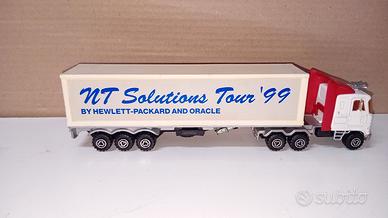 NT Solutions Tour '99
BY HEWLETT-PACKARD AND ORACLE
subito